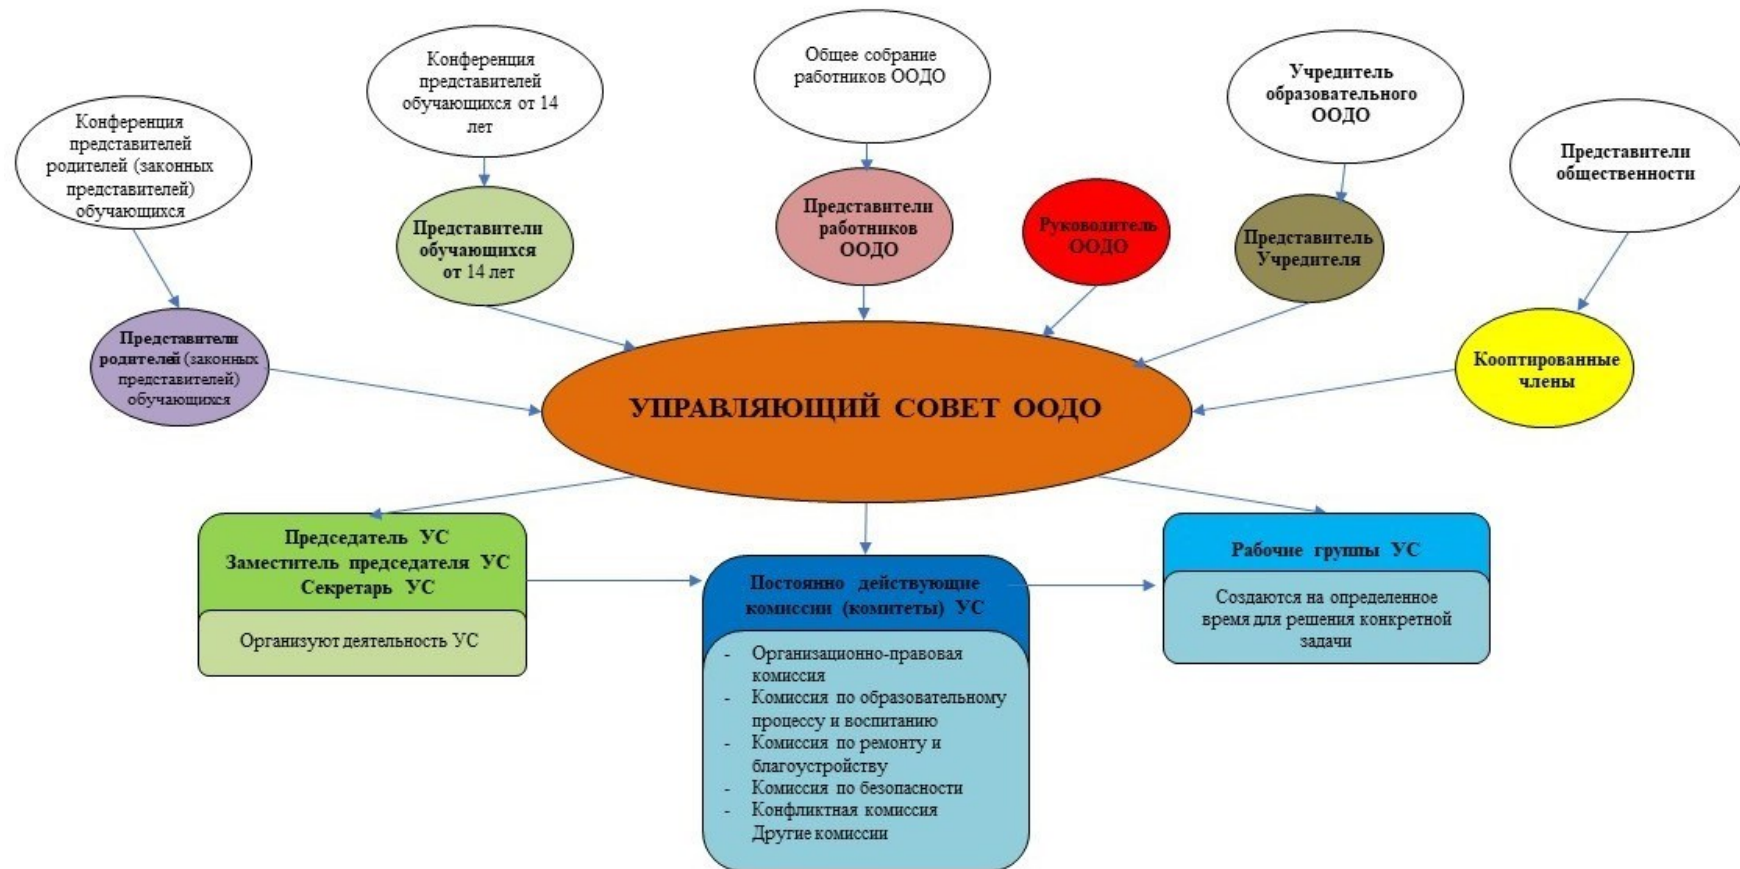 Конференция
представителей
родителей (законных
представителей)
обучающихся
Конференция
представителей
обучающихся от 14
лет
Общее собрание
работников ООДО
Учредитель
образовательного
ООДО
Представители
общественности
Представители
родителей (законных
представителей)
обучающихся
Представители
обучающихся
от 14 лет
Представители
работников
ООДО
Руководитель
ООДО
Представитель
Учредителя
Кооптированные
члены
УПРАВЛЯЮЩИЙ СОВЕТ ООДО
Председатель УС
Заместитель председателя УС
Секретарь УС
Организуют деятельность УС
Постоянно действующие
комиссии (комитеты) УС
- Организационно-правовая
комиссия
- Комиссия по образовательному
процессу и воспитанию
- Комиссия по ремонту и
благоустройству
- Комиссия по безопасности
- Конфликтная комиссия
Другие комиссии
Рабочие группы УС
Создаются на определенное
время для решения конкретной
задачи